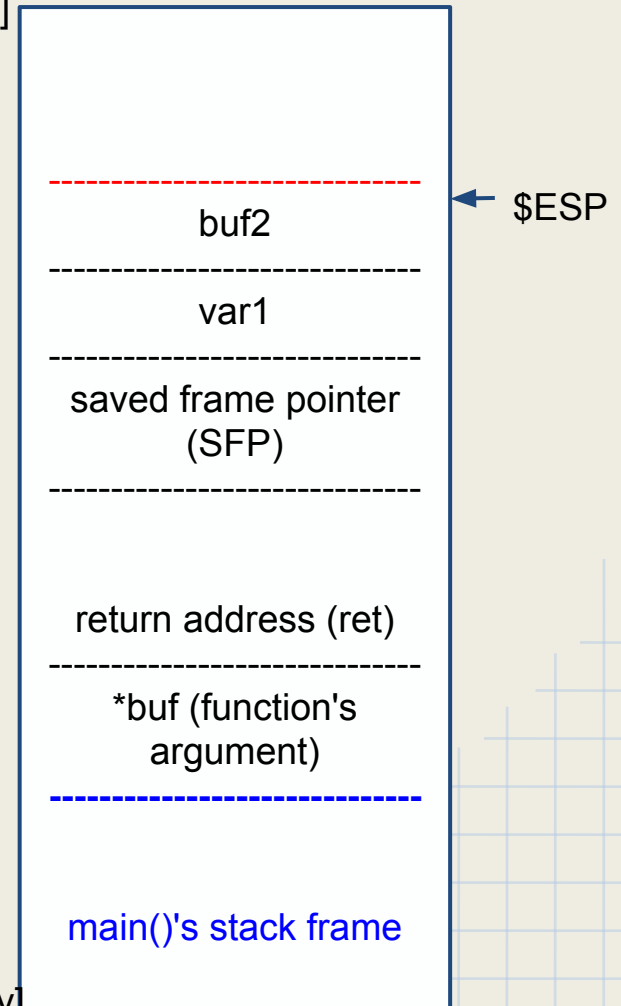 ]
$ESP
buf2
var1
saved frame pointer
(SFP)
return address (ret)
*buf (function's
argument)
main()'s stack frame